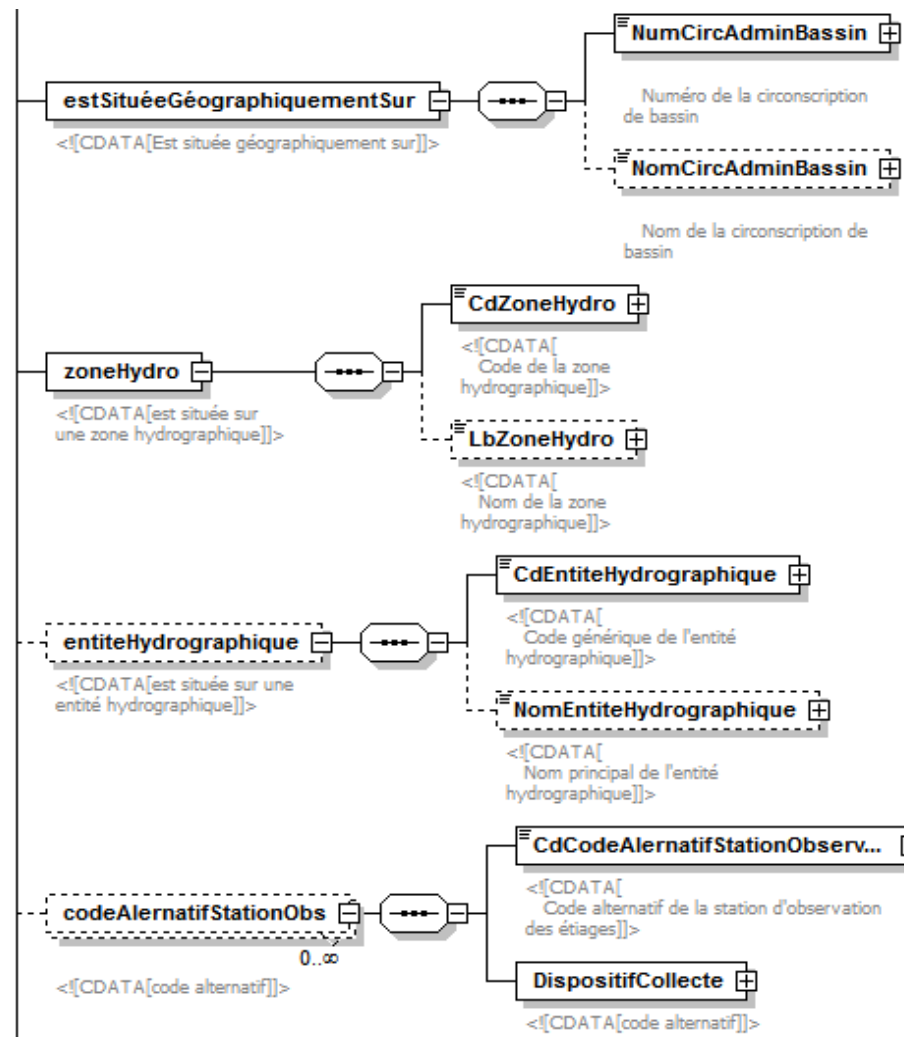 NumCircAdminBassin
estSituéeGéographiquementSur
Numéro de la circonscription
de bassin
<![CDATA[Est située géographiquement sur]]>
NomCircAdminBassin
Nom de la circonscription de
bassin
CdZoneHydro
<![CDATA[
Code de la zone
hydrographique]]>
zoneHydro
<![CDATA[est située sur
une zone hydrographique]]>
LbZoneHydro
<![CDATA[
Nom de la zone
hydrographique]]>
CdEntiteHydrographique
<![CDATA[
Code générique de l'entité
hydrographique]]>
entiteHydrographique
<![CDATA[est située sur une
entité hydrographique]]>
NomEntiteHydrographique
<![CDATA[
Nom principal de l'entité
hydrographique]]>
CdCodeAlernatifStationObserv...
<![CDATA[
Code alternatif de la station d'observation
des étiages]]>
codeAlernatifStationObs
0..∞
<![CDATA[code alternatif]]>
DispositifCollecte
<![CDATA[code alternatif]]>